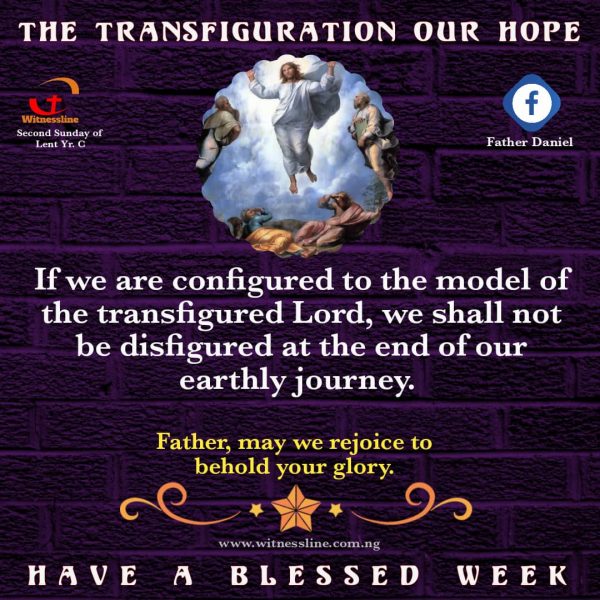 THE TRANSFIGURATION OUR HOPE
Witnessline
Second Sunday of
Lent Yr. C
f
Father Daniel
If we are configured to the model of
the transfigured Lord, we shall not
be disfigured at the end of our
earthly journey.
Father, may we rejoice to
behold your glory.
www.witnessline.com.ng
HAVE A BLESSED WEEK